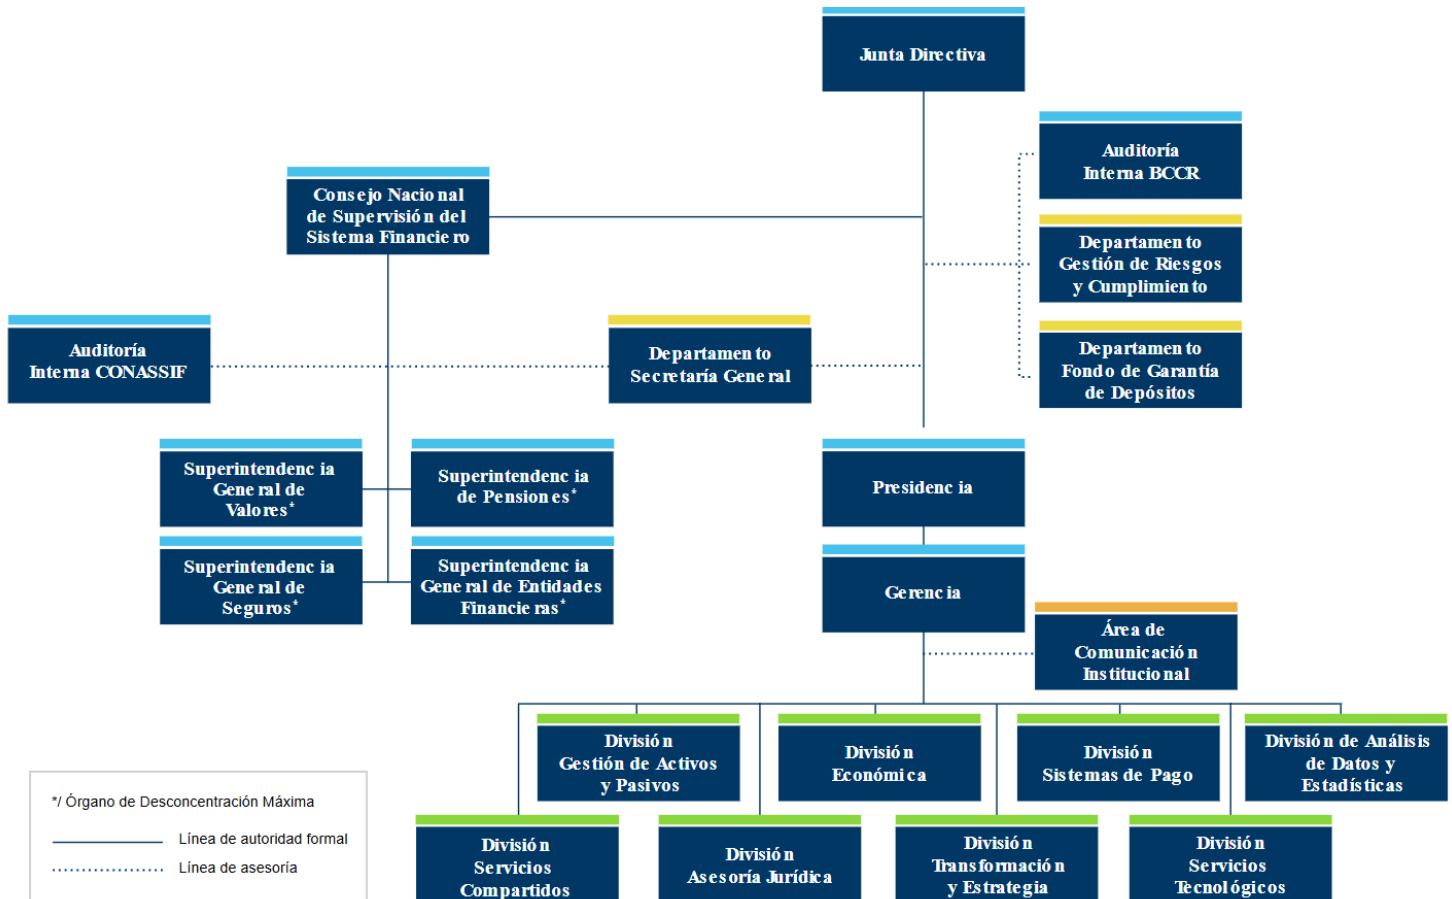 Junta Directiva
Auditoría
Interna BCCR
Consejo Nacional
de Supervisión del
Sistema Financiero
Departamento
Gestión de Riesgos
y Cumplimiento
Auditoría
Interna CONASSIF
Departamento
Secretaría General
Departamento
Fondo de Garantía
de Depósitos
Superintendencia
General de
Valores*
Superintendencia
de Pensiones*
Presidencia
Superintendencia
General de
Seguros*
Superintendencia
General de Entidades
Financieras*
Gerencia
Área de
Comunicación
Institucional
División
Gestión de Activos
y Pasivos
División
Económica
División
Sistemas de Pago
División de Análisis
de Datos y
Estadísticas
División
Servicios
Compartidos
División
Asesoría Jurídica
División
Transformación
y Estrategia
División
Servicios
Tecnológicos
*/ Órgano de Desconcentración Máxima
Línea de autoridad formal
Línea de asesoría